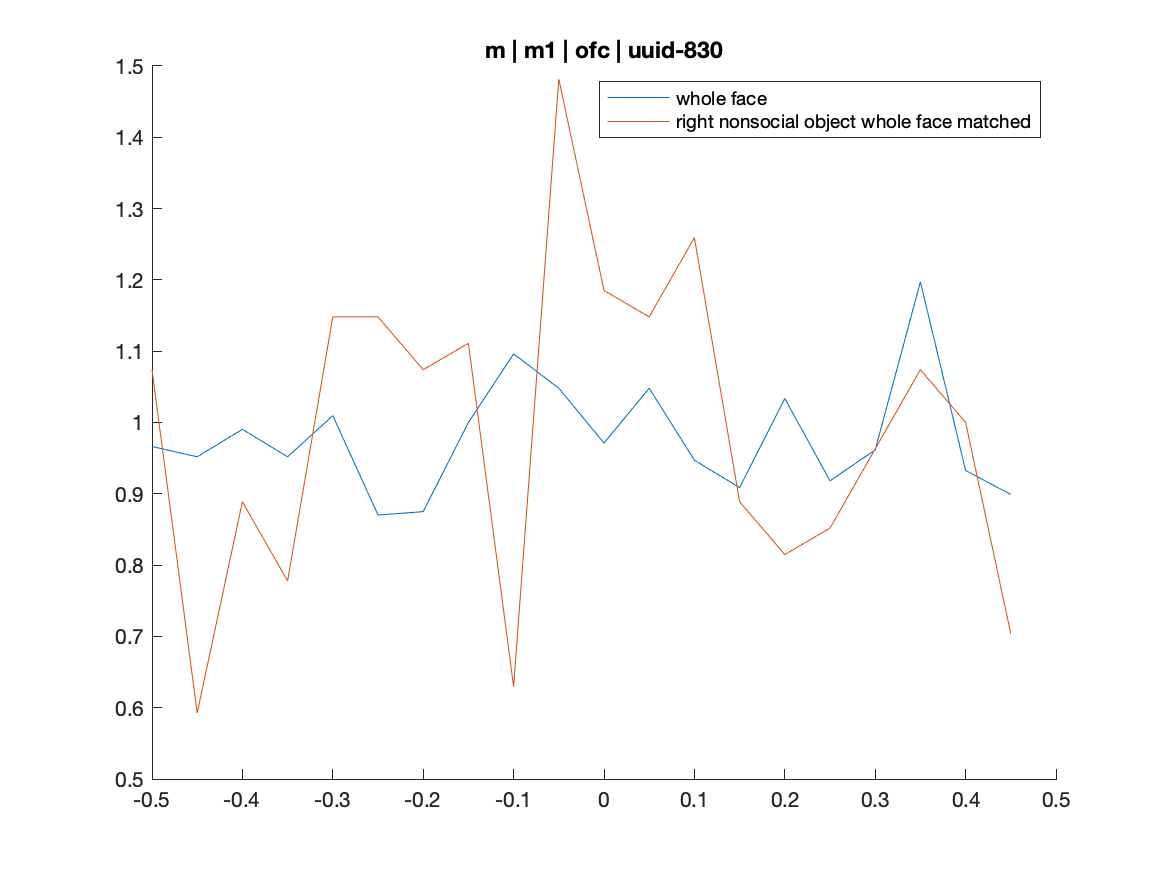 m | m1 | ofc | uuid-830
whole face
right nonsocial object whole face matched
1.5
1.4
1.3
1.2
1.1
1
0.9
0.8
0.7
0.6
0.5
-0.5 -0.4 -0.3 -0.2 -0.1 0 0.1 0.2 0.3 0.4 0.5